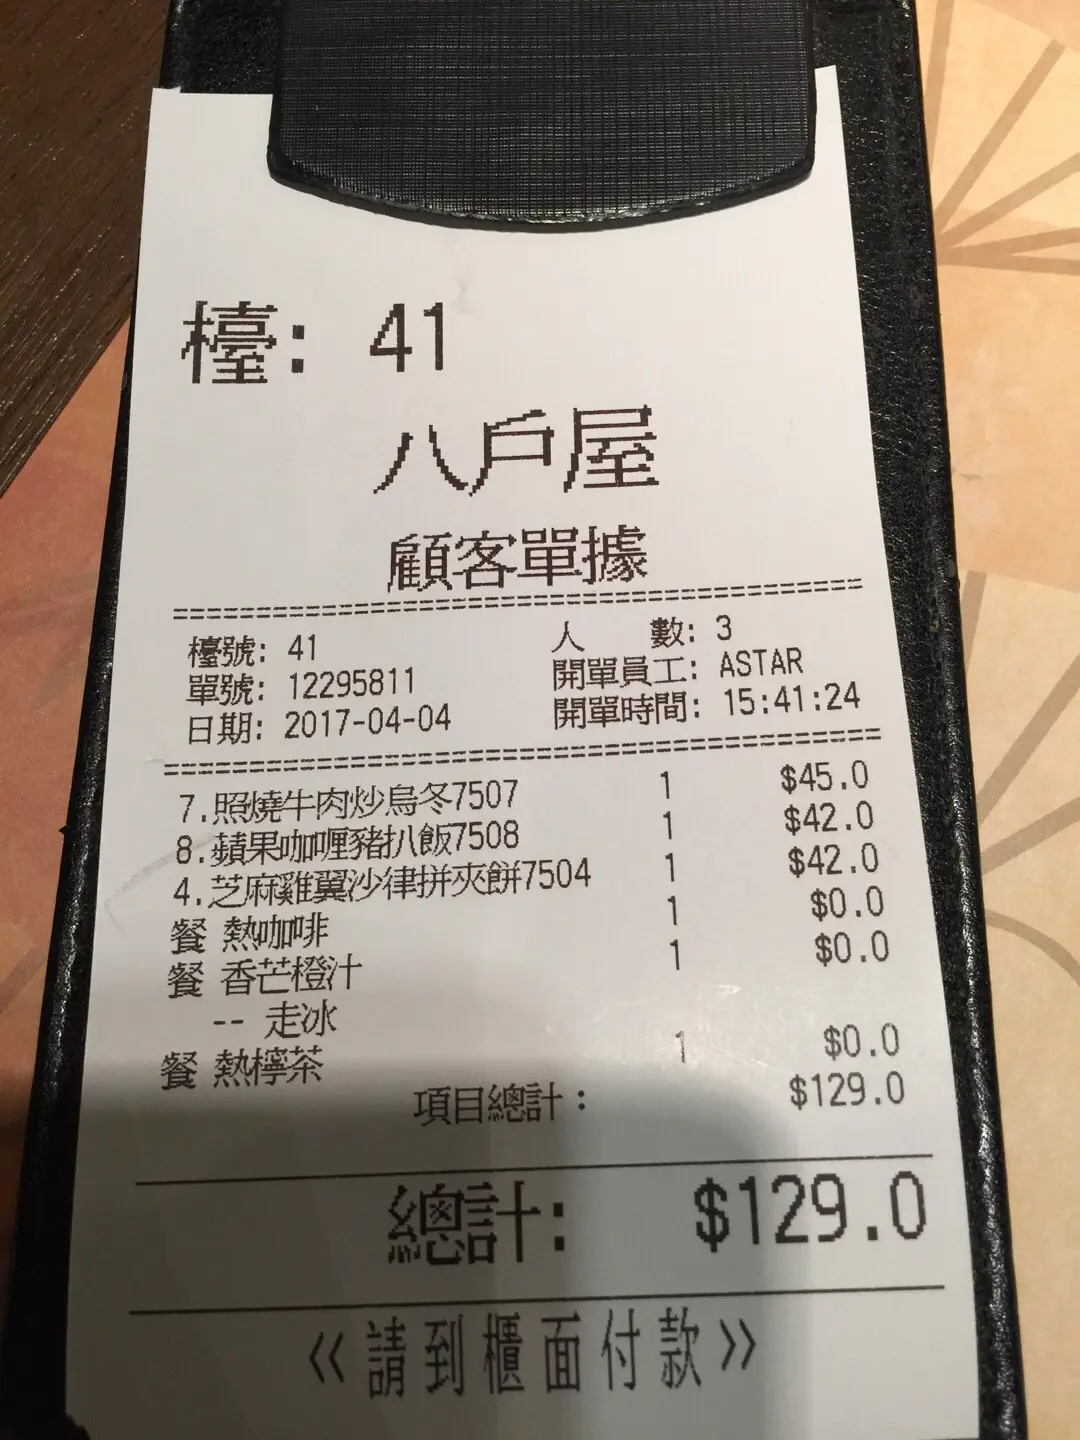 檯: 41
八戶屋
顧客單據
檯號: 41 人 數: 3
單號: 12295811 開單員工: ASTAR
日期: 2017-04-04 開單時間: 15:41:24
7.照燒牛肉炒烏冬7507 1 $45.0
8.蘋果咖喱豬扒飯7508 1 $42.0
4.芝麻雞翼沙律拼夾餅7504 1 $42.0
餐 熱咖啡 1 $0.0
餐 香芒橙汁 1 $0.0
-- 走冰
餐 熱檸茶 1 $0.0
項目總計: $129.0
總計: $129.0
<<請到櫃面付款>>